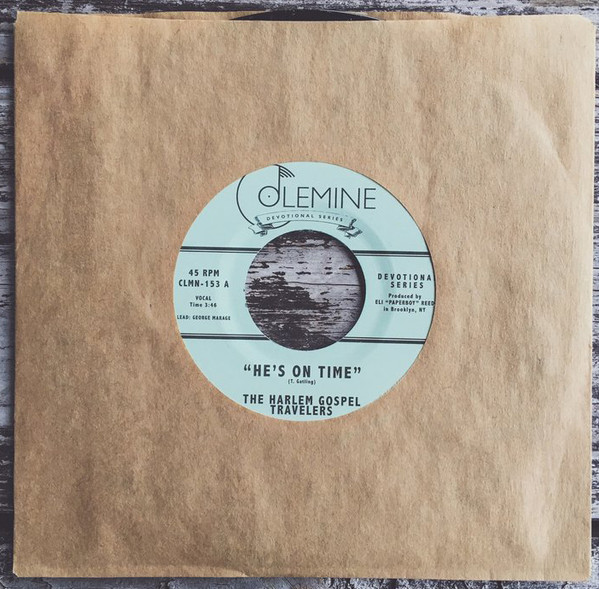 COLEMINE
DEVOTIONAL SERIES
45 RPM
CLMN-153 A
VOCAL
Time 3:46
LEAD: GEORGE MARAGE
DEVOTIONA
SERIES
Produced by
ELI "PAPERBOY" REED
in Brooklyn, NY
"HE'S ON TIME"
(T. Gatling)
THE HARLEM GOSPEL
TRAVELERS